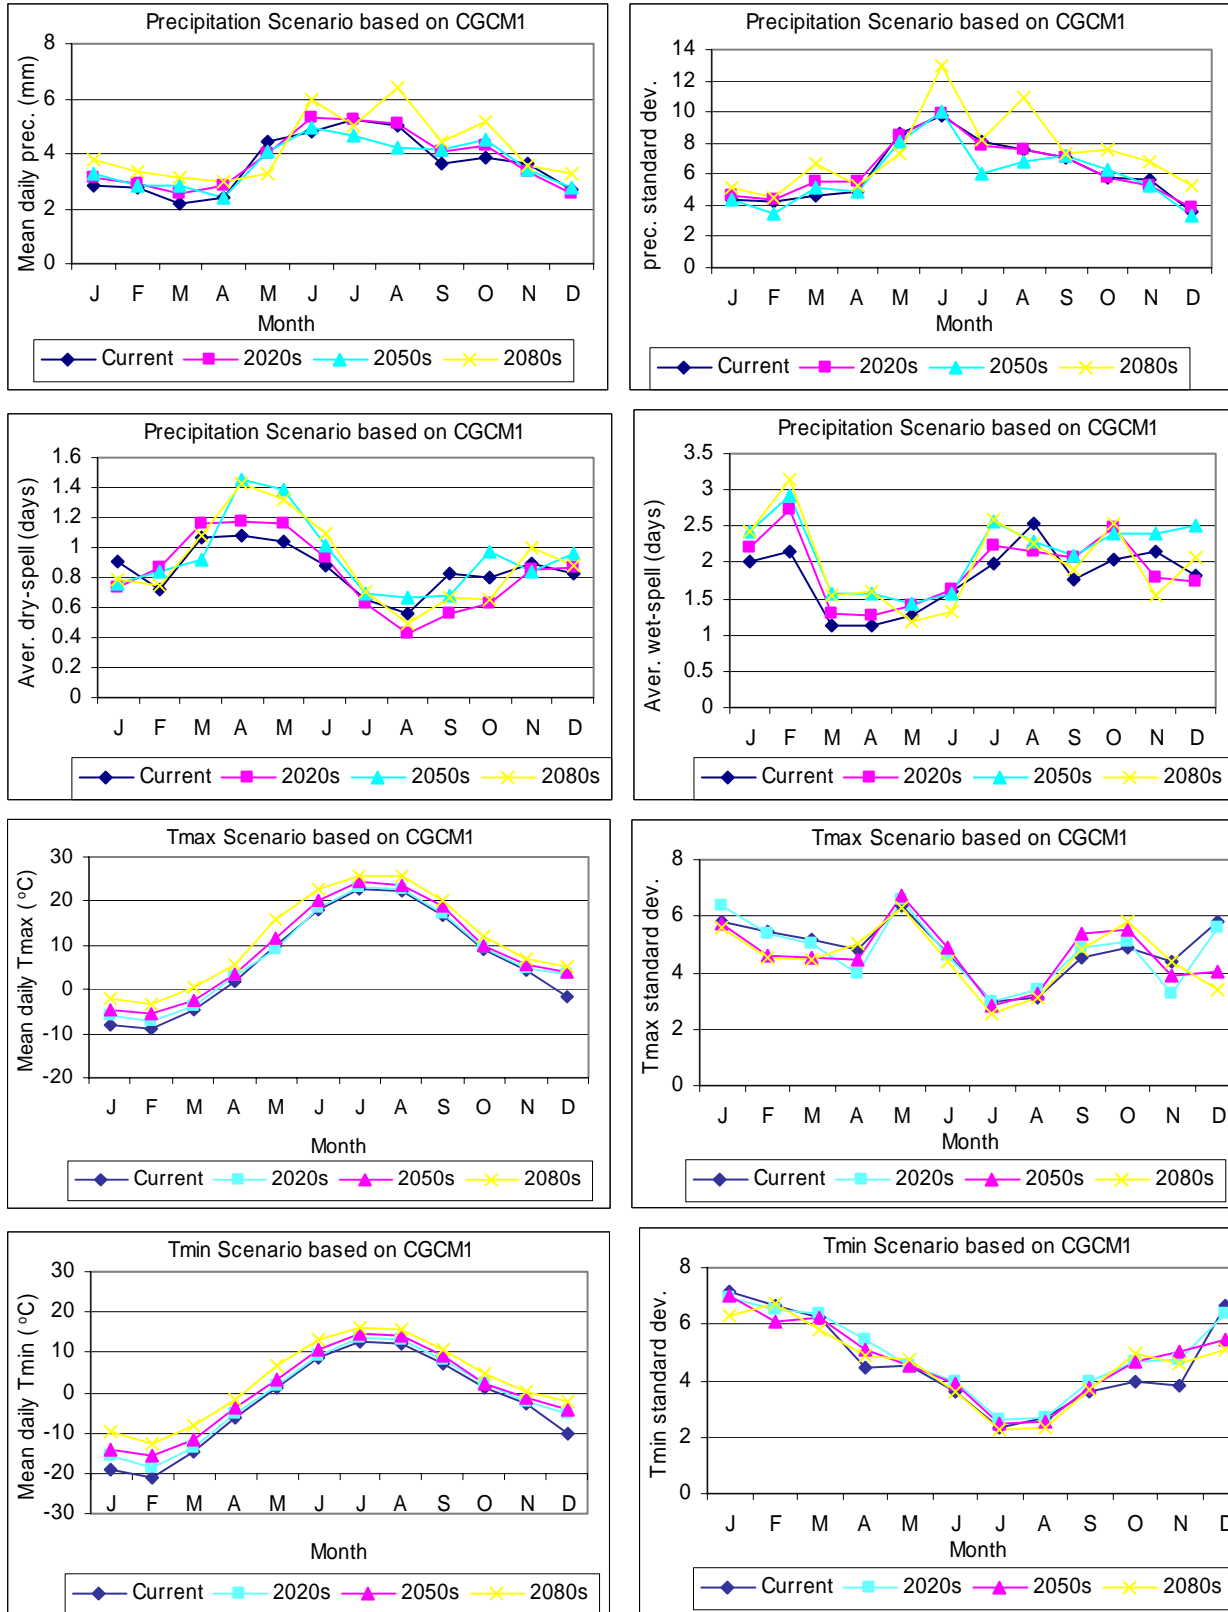 Precipitation Scenario based on CGCM1
Mean daily prec. (mm)
8
6
4
2
0
J F M A M J J A S O N D
Month
Current 2020s 2050s 2080s
Precipitation Scenario based on CGCM1
prec. standard dev.
14
12
10
8
6
4
2
0
J F M A M J J A S O N D
Month
Current 2020s 2050s 2080s
Precipitation Scenario based on CGCM1
Aver. dry-spell (days)
1.6
1.4
1.2
1
0.8
0.6
0.4
0.2
0
J F M A M J J A S O N D
Current 2020s 2050s 2080s
Precipitation Scenario based on CGCM1
Aver. wet-spell (days)
3.5
3
2.5
2
1.5
1
0.5
0
J F M A M J J A S O N D
Current 2020s 2050s 2080s
Tmax Scenario based on CGCM1
Mean daily Tmax ( °C)
30
20
10
0
-10
-20
J F M A M J J A S O N D
Month
Current 2020s 2050s 2080s
Tmax Scenario based on CGCM1
Tmax standard dev.
8
6
4
2
0
J F M A M J J A S O N D
Month
Current 2020s 2050s 2080s
Tmin Scenario based on CGCM1
Mean daily Tmin ( °C)
30
20
10
0
-10
-20
-30
J F M A M J J A S O N D
Month
Current 2020s 2050s 2080s
Tmin Scenario based on CGCM1
Tmin standard dev.
8
6
4
2
0
J F M A M J J A S O N D
Month
Current 2020s 2050s 2080s